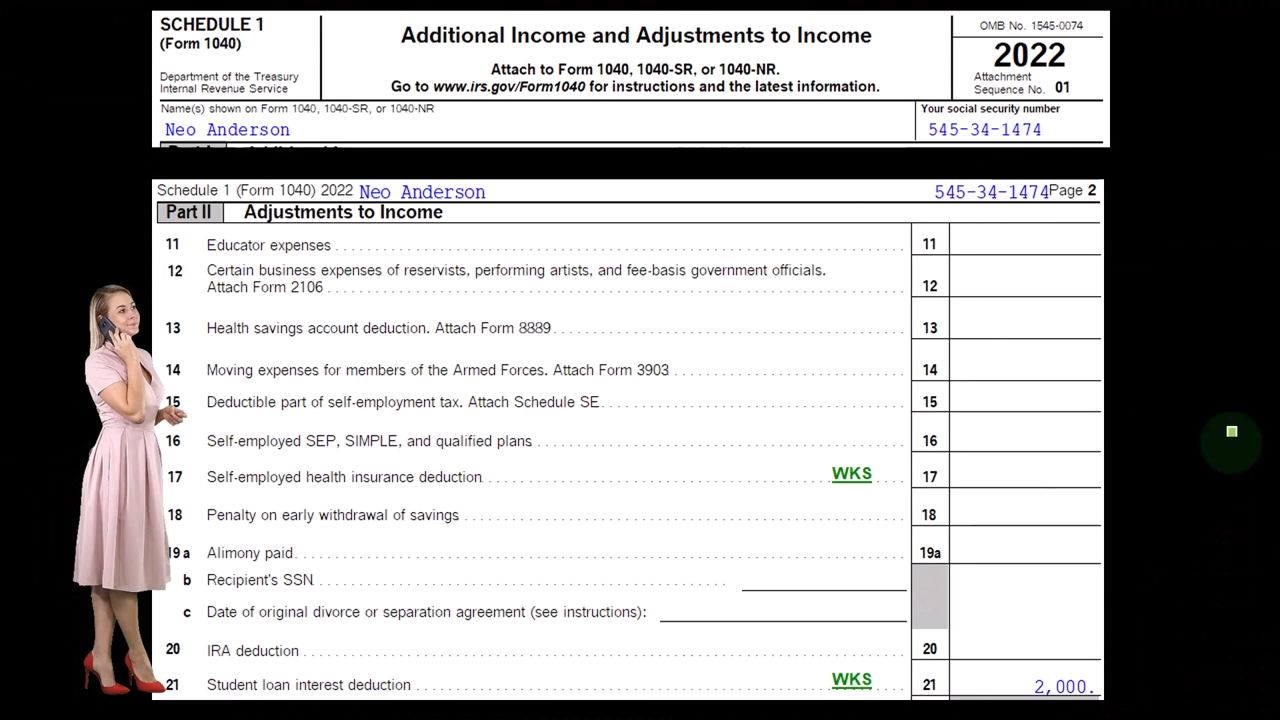 SCHEDULE 1
(Form 1040)
Department of the Treasury
Internal Revenue Service
Additional Income and Adjustments to Income
Attach to Form 1040, 1040-SR, or 1040-NR.
Go to www.irs.gov/Form1040 for instructions and the latest information.
OMB No. 1545-0074
2022
Attachment
Sequence No. 01
Name(s) shown on Form 1040, 1040-SR, or 1040-NR
Neo Anderson
Your social security number
545-34-1474
Schedule 1 (Form 1040) 2022 Neo Anderson 545-34-1474 Page 2
Part II Adjustments to Income
11 Educator expenses 11
12 Certain business expenses of reservists, performing artists, and fee-basis government officials.
Attach Form 2106 12
13 Health savings account deduction. Attach Form 8889 13
14 Moving expenses for members of the Armed Forces. Attach Form 3903 14
15 Deductible part of self-employment tax. Attach Schedule SE 15
16 Self-employed SEP, SIMPLE, and qualified plans 16
17 Self-employed health insurance deduction WKS 17
18 Penalty on early withdrawal of savings 18
19a Alimony paid 19a
b Recipient's SSN
c Date of original divorce or separation agreement (see instructions):
20 IRA deduction 20
21 Student loan interest deduction WKS 21 2,000.